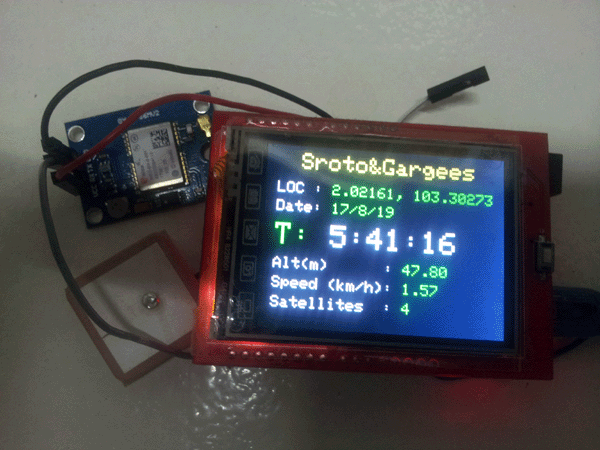 Sroto&Gargees
LOC : 2.02161, 103.30273
Date: 17/8/19
T: 5:41:16
Alt(m) : 47.80
Speed (km/h): 1.57
Satellites : 4